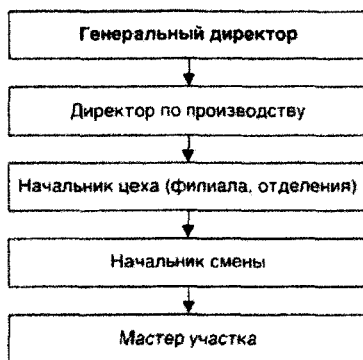 Генеральный директор
Директор по производству
Начальник цеха (филиала, отделения)
Начальник смены
Мастер участка